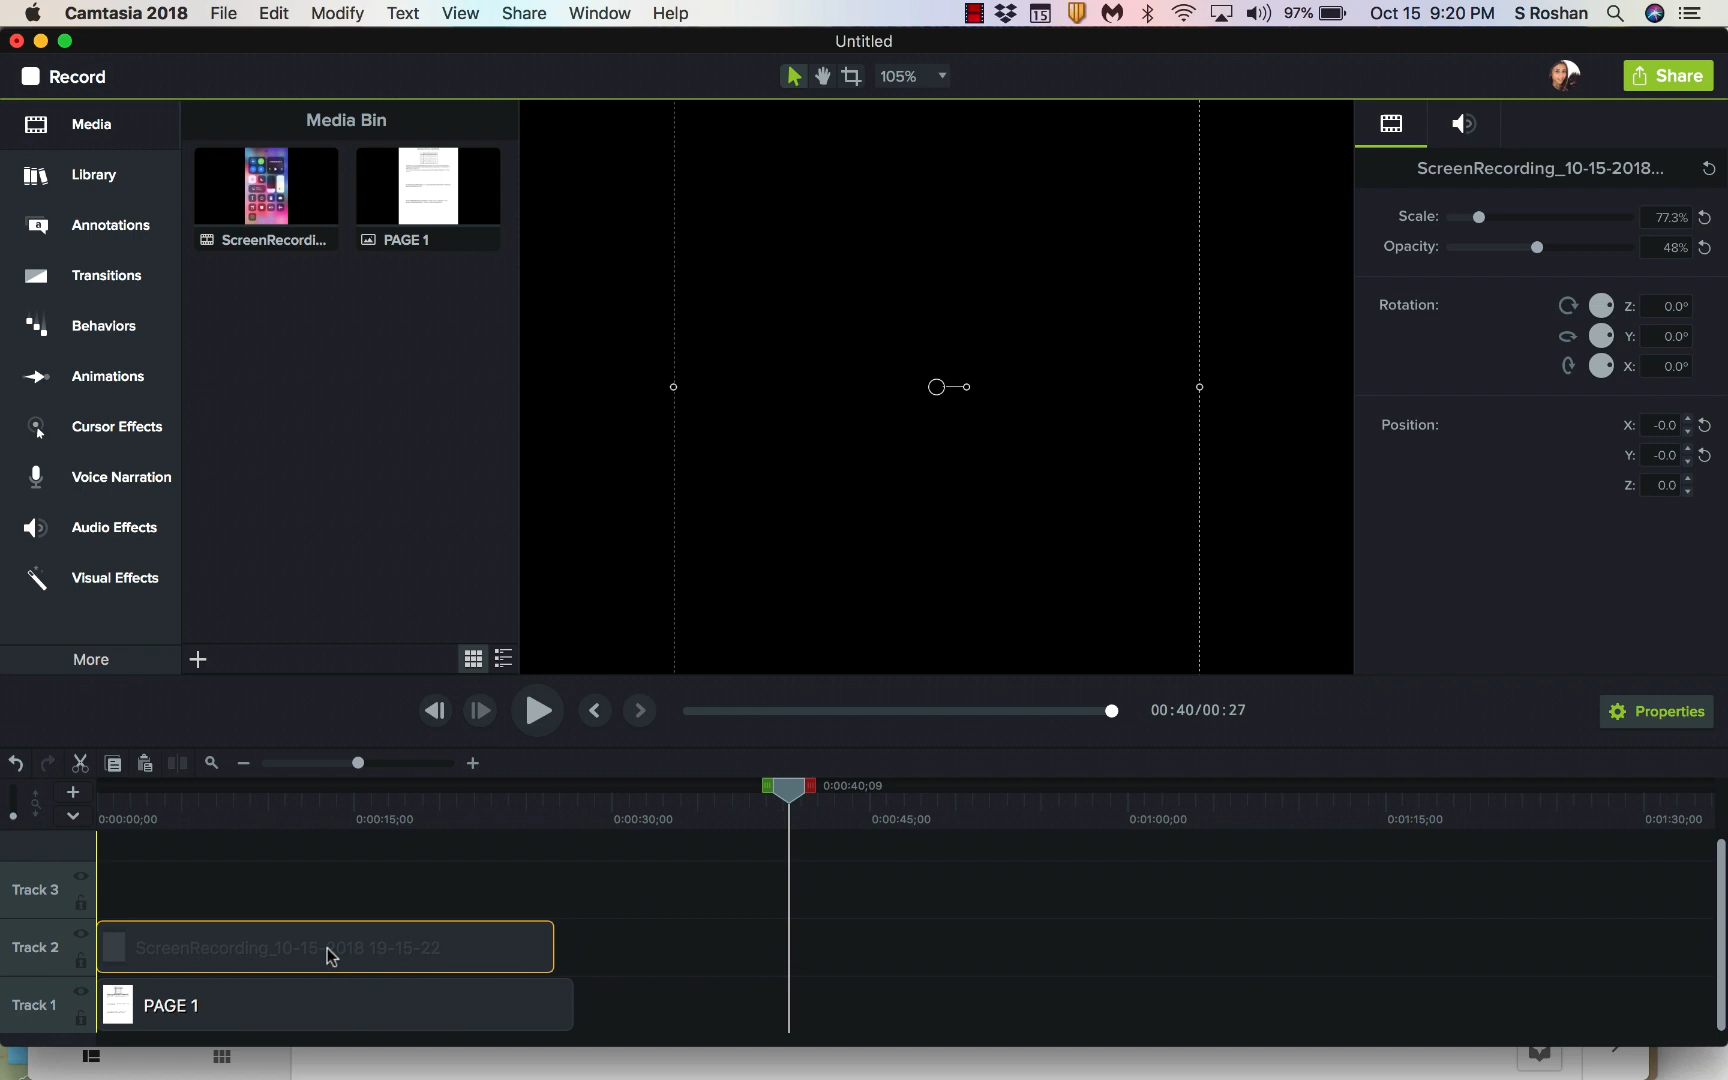 Camtasia 2018 File Edit Modify Text View Share Window Help 15 97% Oct 15 9:20 PM S Roshan
Untitled
Record 105% Share
Media
Library
Annotations
Transitions
Behaviors
Animations
Cursor Effects
Voice Narration
Audio Effects
Visual Effects
More
Media Bin
ScreenRecordi... PAGE 1
ScreenRecording_10-15-2018...
Scale: 77.3%
Opacity: 48%
Rotation: Z: 0.0°
Y: 0.0°
X: 0.0°
Position: X: -0.0
Y: -0.0
Z: 0.0
00:40/00:27 Properties
0:00:40;09
0:00:00;00 0:00:15;00 0:00:30;00 0:00:45;00 0:01:00;00 0:01:15;00 0:01:30;00
Track 3
Track 2 ScreenRecording_10-15-2018 19-15-22
Track 1 PAGE 1